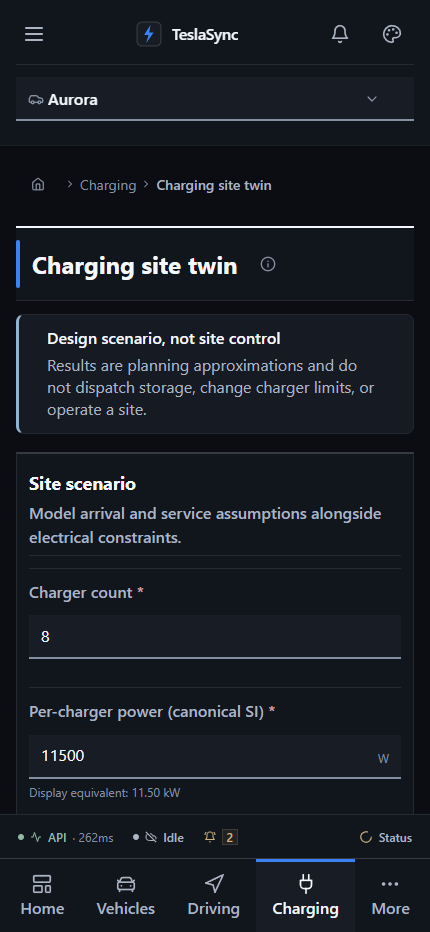 TeslaSync
Aurora
Charging
Charging site twin
Charging site twin
Design scenario, not site control
Results are planning approximations and do
not dispatch storage, change charger limits, or
operate a site.
Site scenario
Model arrival and service assumptions alongside
electrical constraints.
Charger count *
8
Per-charger power (canonical SI) *
11500
W
Display equivalent: 11.50 kW
API · 262ms
Idle
2
Status
Home
Vehicles
Driving
Charging
More